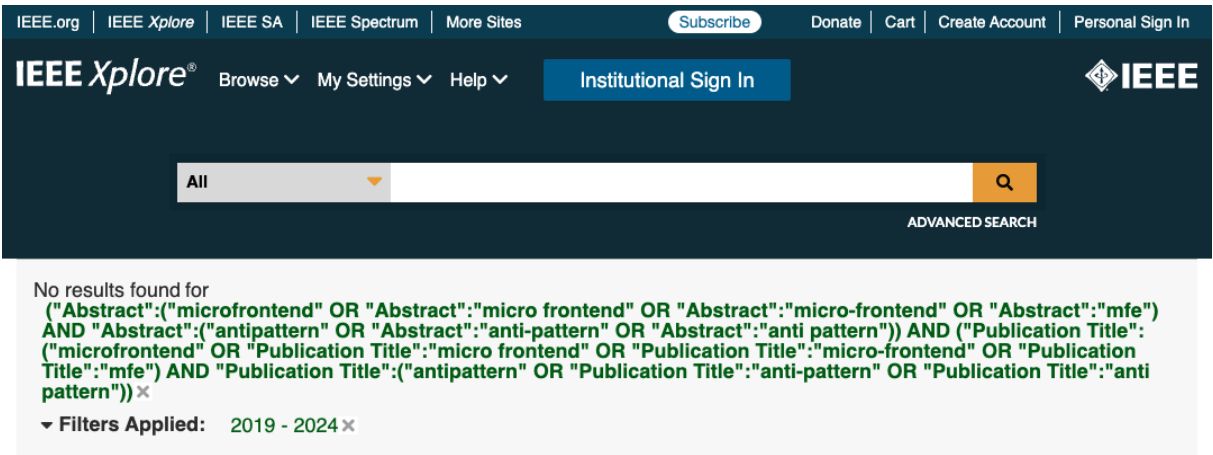 IEEE.org IEEE Xplore IEEE SA IEEE Spectrum More Sites Subscribe Donate Cart Create Account Personal Sign In
IEEE Xplore® Browse My Settings Help Institutional Sign In IEEE
All
ADVANCED SEARCH
No results found for
("Abstract":("microfrontend" OR "Abstract":"micro frontend" OR "Abstract":"micro-frontend" OR "Abstract":"mfe")
AND "Abstract":("antipattern" OR "Abstract":"anti-pattern" OR "Abstract":"anti pattern")) AND ("Publication Title":
("microfrontend" OR "Publication Title":"micro frontend" OR "Publication Title":"micro-frontend" OR "Publication
Title":"mfe") AND "Publication Title":("antipattern" OR "Publication Title":"anti-pattern" OR "Publication Title":"anti
pattern")) ×
Filters Applied: 2019 - 2024 ×